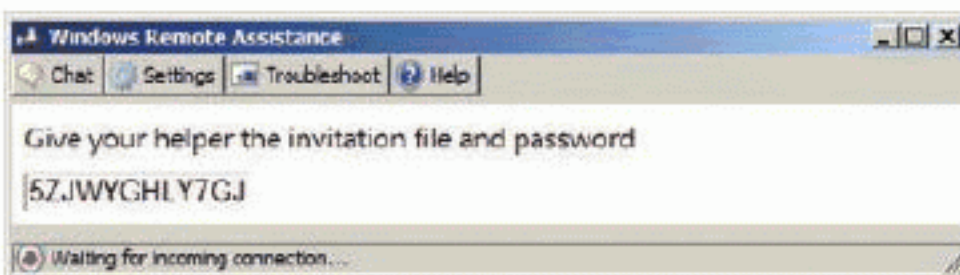 Windows Remote Assistance
Chat Settings Troubleshoot Help
Give your helper the invitation file and password
5ZJWYGHLY7GJ
Waiting for incoming connection...